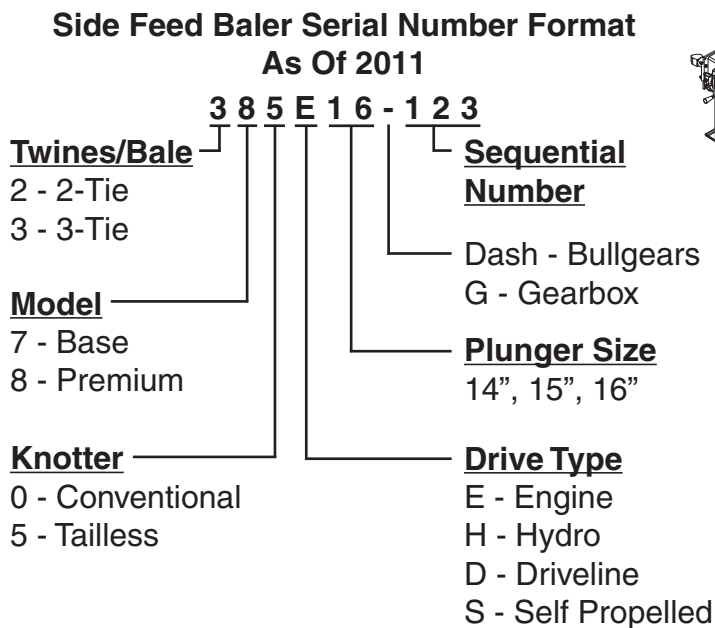 Side Feed Baler Serial Number Format
As Of 2011
3 8 5 E 1 6 - 1 2 3
Twines/Bale
2 - 2-Tie
3 - 3-Tie
Model
7 - Base
8 - Premium
Knotter
0 - Conventional
5 - Tailless
Sequential
Number
Dash - Bullgears
G - Gearbox
Plunger Size
14”, 15”, 16”
Drive Type
E - Engine
H - Hydro
D - Driveline
S - Self Propelled